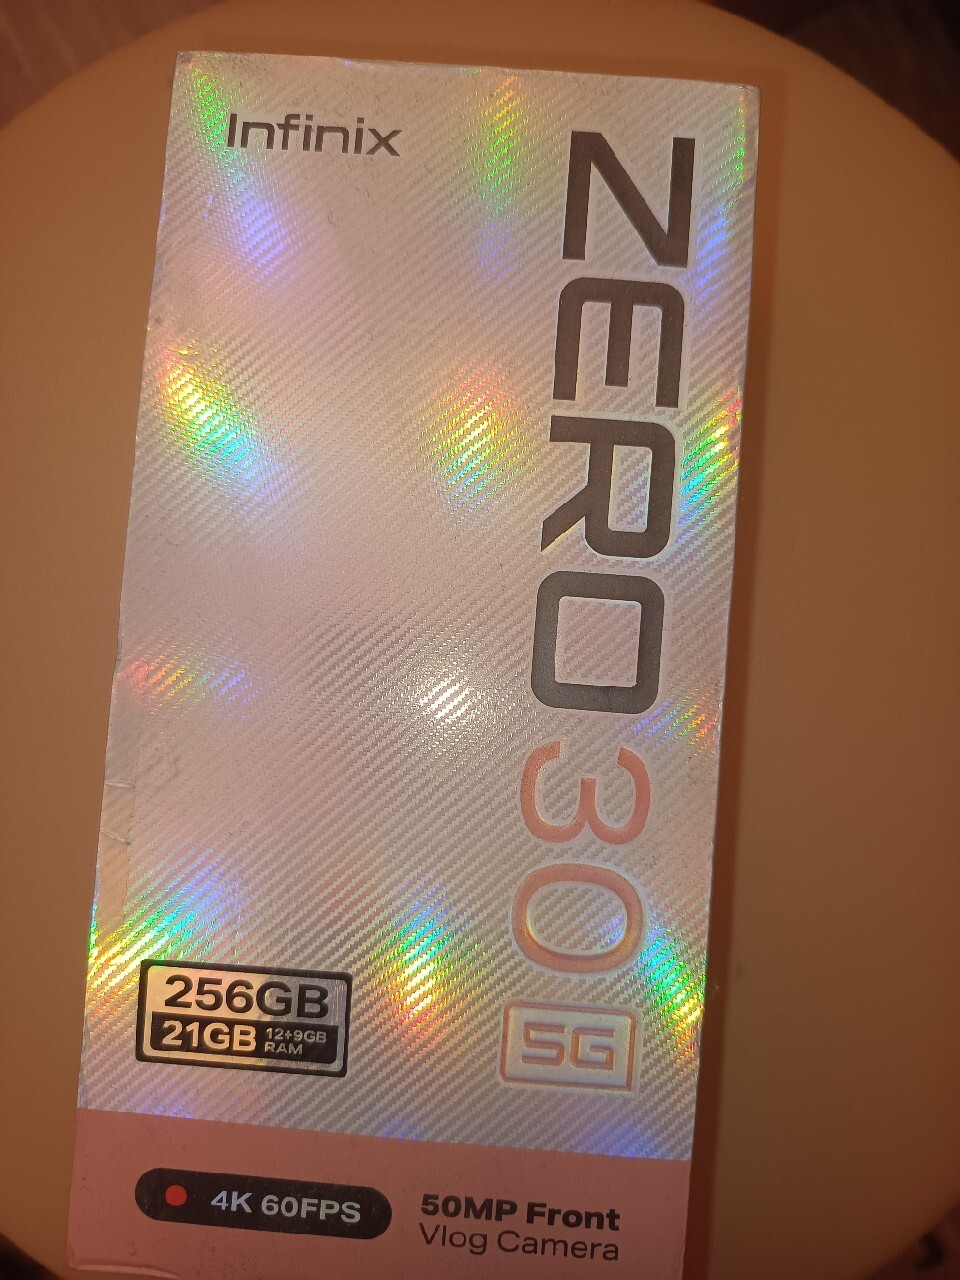 Infinix
ZERO 30 5G
256GB
21GB 12+9GB RAM
4K 60FPS
50MP Front
Vlog Camera